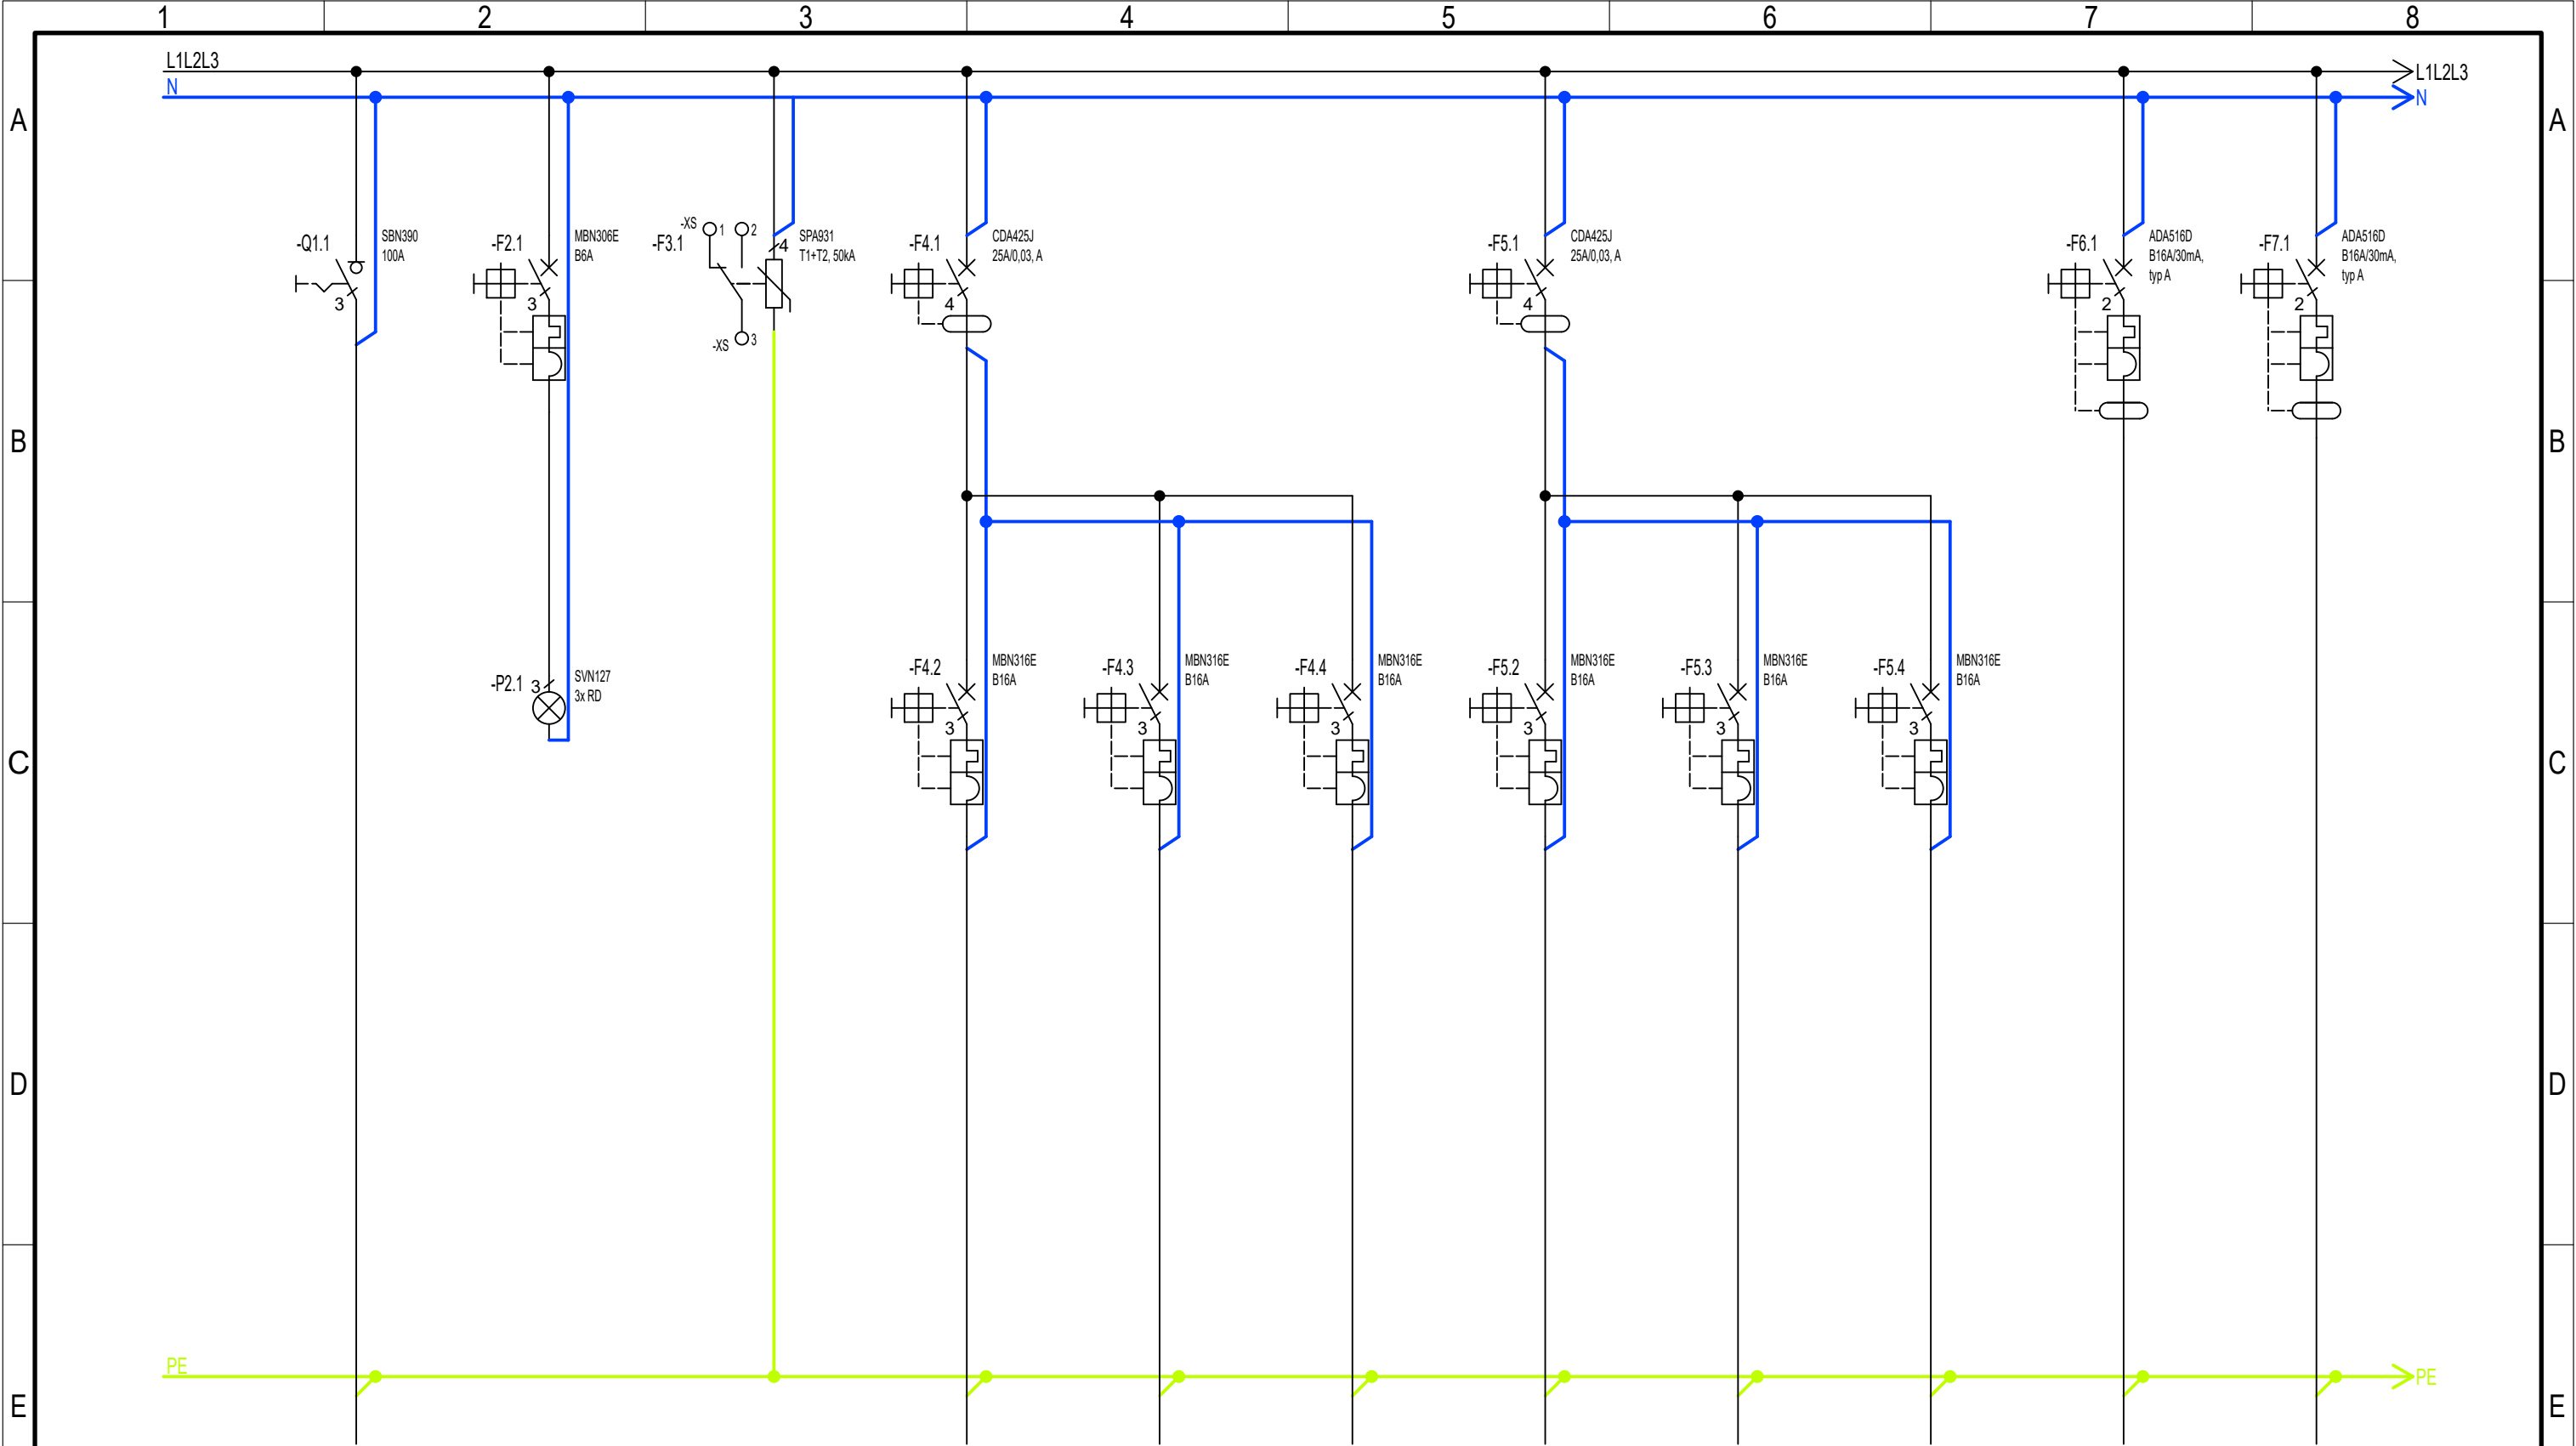 1 2 3 4 5 6 7 8
L1L2L3
L1L2L3
N
N
A
A
-Q1.1
SBN390
100A
3
-F2.1
MBN306E
B6A
3
-F3.1
-XS
1
2
-XS
3
4
SPA931
T1+T2, 50kA
-F4.1
CDA425J
25A/0,03, A
4
-F5.1
CDA425J
25A/0,03, A
4
-F6.1
ADA516D
B16A/30mA,
typ A
2
-F7.1
ADA516D
B16A/30mA,
typ A
2
B
B
-P2.1
3
SVN127
3x RD
-F4.2
MBN316E
B16A
3
-F4.3
MBN316E
B16A
3
-F4.4
MBN316E
B16A
3
-F5.2
MBN316E
B16A
3
-F5.3
MBN316E
B16A
3
-F5.4
MBN316E
B16A
3
C
C
D
D
PE
PE
E
E